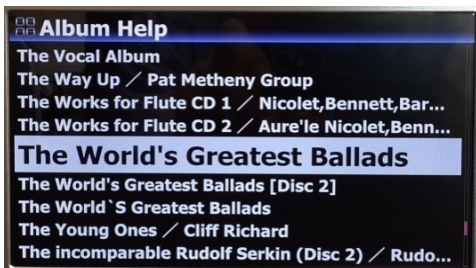 Album Help
The Vocal Album
The Way Up / Pat Metheny Group
The Works for Flute CD 1 / Nicolet,Bennett,Bar...
The Works for Flute CD 2 / Aure'le Nicolet,Benn...
The World's Greatest Ballads
The World's Greatest Ballads [Disc 2]
The World`S Greatest Ballads
The Young Ones / Cliff Richard
The incomparable Rudolf Serkin (Disc 2) / Rudo...